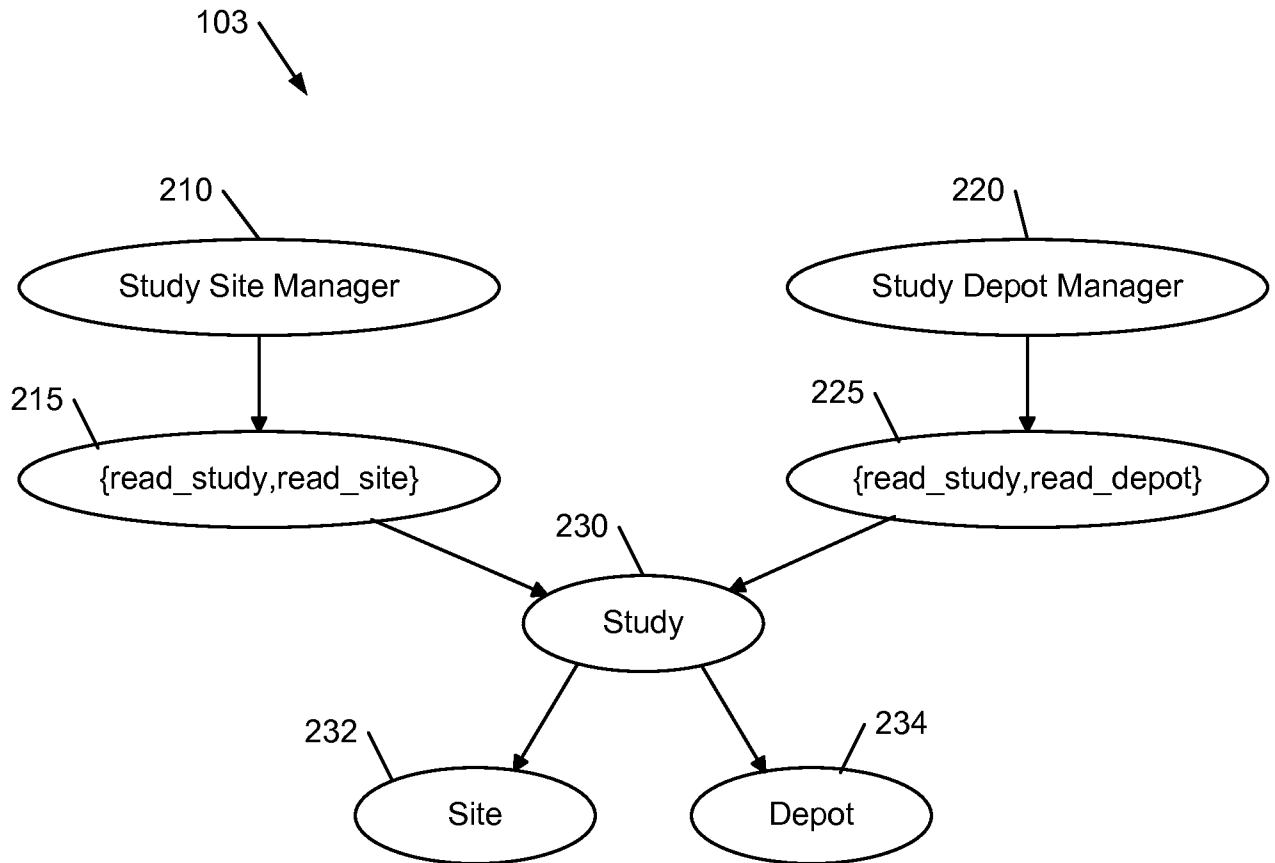 103
210
220
Study Site Manager
Study Depot Manager
215
225
{read_study,read_site}
{read_study,read_depot}
230
Study
232
234
Site
Depot